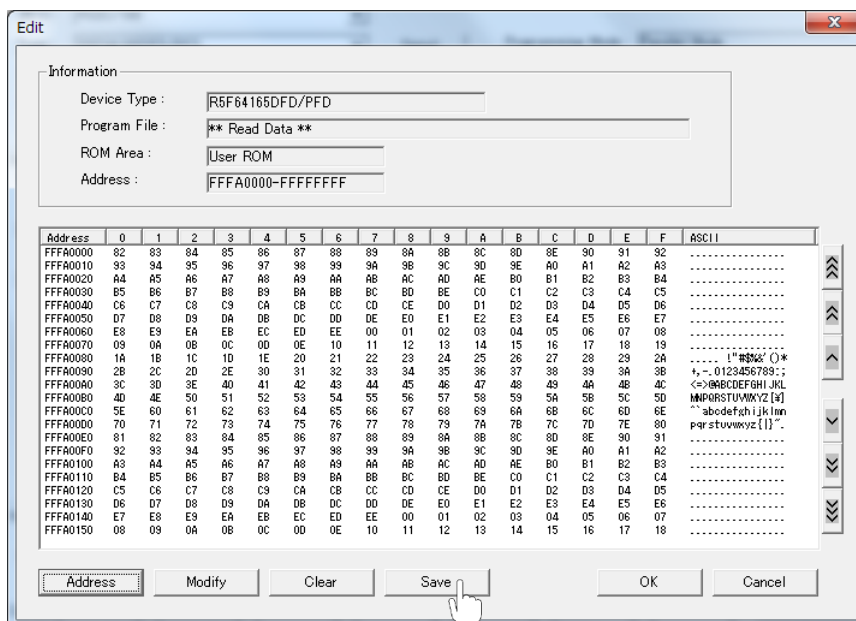 Edit
Information
Device Type :
R5F64165DFD/PFD
Program File :
** Read Data **
ROM Area :
User ROM
Address :
FFFA0000-FFFFFFFF
Address 0 1 2 3 4 5 6 7 8 9 A B C D E F ASCII
FFFA0000 82 83 84 85 86 87 88 89 8A 8B 8C 8D 8E 90 91 92 ................
FFFA0010 93 94 95 96 97 98 99 9A 9B 9C 9D 9E A0 A1 A2 A3 ................
FFFA0020 A4 A5 A6 A7 A8 A9 AA AB AC AD AE B0 B1 B2 B3 B4 ................
FFFA0030 B5 B6 B7 B8 B9 BA BB BC BD BE C0 C1 C2 C3 C4 C5 ................
FFFA0040 C6 C7 C8 C9 CA CB CC CD CE D0 D1 D2 D3 D4 D5 D6 ................
FFFA0050 D7 D8 D9 DA DB DC DD DE E0 E1 E2 E3 E4 E5 E6 E7 ................
FFFA0060 E8 E9 EA EB EC ED EE 00 01 02 03 04 05 06 07 08 ................
FFFA0070 09 0A 0B 0C 0D 0E 10 11 12 13 14 15 16 17 18 19 ................
FFFA0080 1A 1B 1C 1D 1E 20 21 22 23 24 25 26 27 28 29 2A ..... !"#$%&'()*
FFFA0090 2B 2C 2D 2E 30 31 32 33 34 35 36 37 38 39 3A 3B +,-.0123456789:;
FFFA00A0 3C 3D 3E 40 41 42 43 44 45 46 47 48 49 4A 4B 4C <=>@ABCDEFGHIJKL
FFFA00B0 4D 4E 50 51 52 53 54 55 56 57 58 59 5A 5B 5C 5D MNPQRSTUVWXYZ[¥]
FFFA00C0 5E 60 61 62 63 64 65 66 67 68 69 6A 6B 6C 6D 6E ^`abcdefghijklmn
FFFA00D0 70 71 72 73 74 75 76 77 78 79 7A 7B 7C 7D 7E 80 pqrstuvwxyz{|}~.
FFFA00E0 81 82 83 84 85 86 87 88 89 8A 8B 8C 8D 8E 90 91 ................
FFFA00F0 92 93 94 95 96 97 98 99 9A 9B 9C 9D 9E A0 A1 A2 ................
FFFA0100 A3 A4 A5 A6 A7 A8 A9 AA AB AC AD AE B0 B1 B2 B3 ................
FFFA0110 B4 B5 B6 B7 B8 B9 BA BB BC BD BE C0 C1 C2 C3 C4 ................
FFFA0120 C5 C6 C7 C8 C9 CA CB CC CD CE D0 D1 D2 D3 D4 D5 ................
FFFA0130 D6 D7 D8 D9 DA DB DC DD DE E0 E1 E2 E3 E4 E5 E6 ................
FFFA0140 E7 E8 E9 EA EB EC ED EE 00 01 02 03 04 05 06 07 ................
FFFA0150 08 09 0A 0B 0C 0D 0E 10 11 12 13 14 15 16 17 18 ................
Address Modify Clear Save OK Cancel